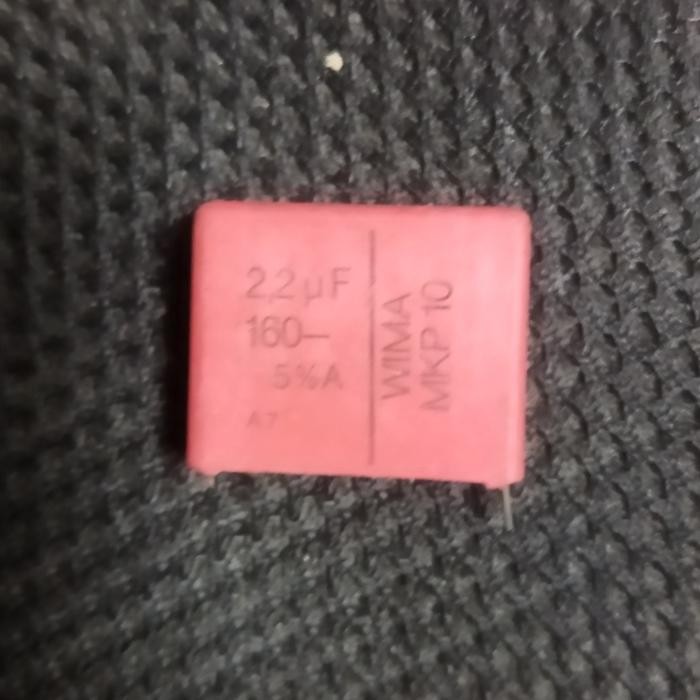 2,2 µF
160–
5%A
A7
WIMA
MKP 10